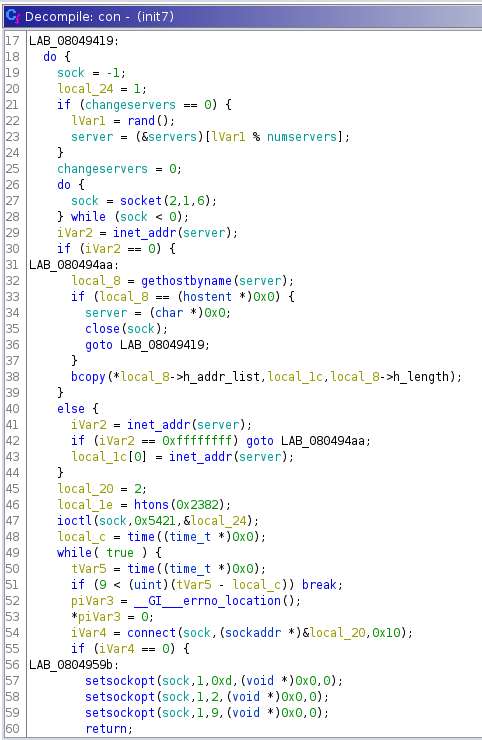 Decompile: con - (init7)
17 LAB_08049419:
18 do {
19 sock = -1;
20 local_24 = 1;
21 if (changeservers == 0) {
22 lVar1 = rand();
23 server = (&servers)[lVar1 % numservers];
24 }
25 changeservers = 0;
26 do {
27 sock = socket(2,1,6);
28 } while (sock < 0);
29 iVar2 = inet_addr(server);
30 if (iVar2 == 0) {
31 LAB_080494aa:
32 local_8 = gethostbyname(server);
33 if (local_8 == (hostent *)0x0) {
34 server = (char *)0x0;
35 close(sock);
36 goto LAB_08049419;
37 }
38 bcopy(*local_8->h_addr_list,local_1c,local_8->h_length);
39 }
40 else {
41 iVar2 = inet_addr(server);
42 if (iVar2 == 0xffffffff) goto LAB_080494aa;
43 local_1c[0] = inet_addr(server);
44 }
45 local_20 = 2;
46 local_1e = htons(0x2382);
47 ioctl(sock,0x5421,&local_24);
48 local_c = time((time_t *)0x0);
49 while( true ) {
50 tVar5 = time((time_t *)0x0);
51 if (9 < (uint)(tVar5 - local_c)) break;
52 piVar3 = __GI___errno_location();
53 *piVar3 = 0;
54 iVar4 = connect(sock,(sockaddr *)&local_20,0x10);
55 if (iVar4 == 0) {
56 LAB_0804959b:
57 setsockopt(sock,1,0xd,(void *)0x0,0);
58 setsockopt(sock,1,2,(void *)0x0,0);
59 setsockopt(sock,1,9,(void *)0x0,0);
60 return;